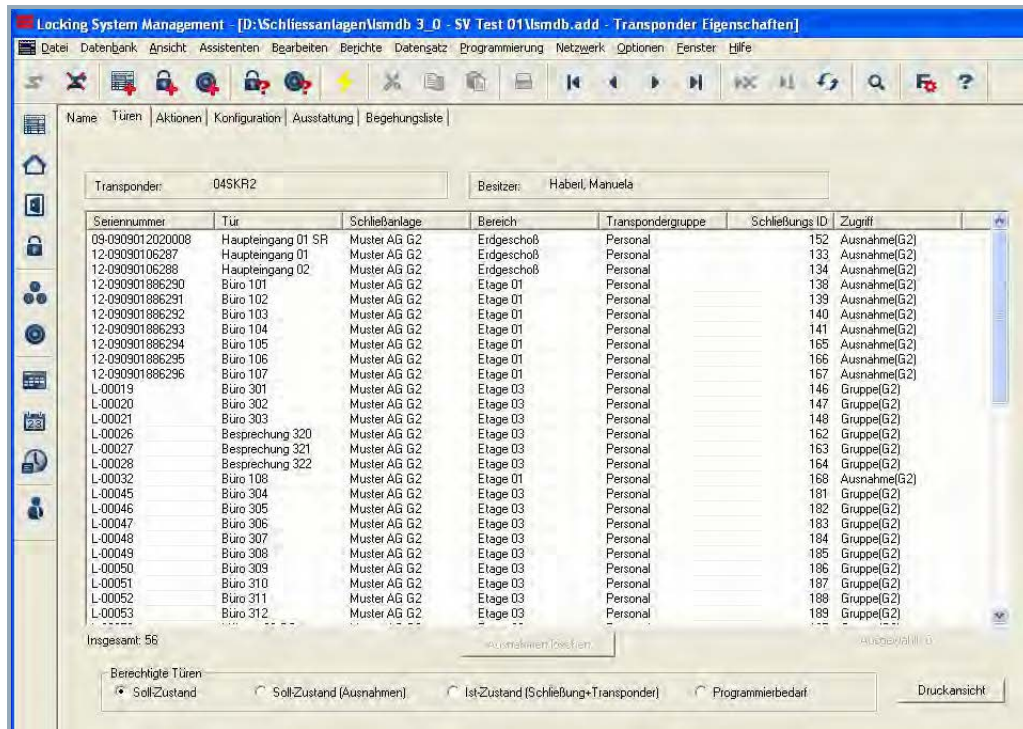 Locking System Management - [D:\Schliessanlagen\lsmdb 3_0 - SV Test 01\lsmdb.add - Transponder Eigenschaften]
Datei Datenbank Ansicht Assistenten Bearbeiten Berichte Datensatz Programmierung Netzwerk Optionen Fenster Hilfe
Name Türen Aktionen Konfiguration Ausstattung Begehungsliste
Transponder: 04SKR2 Besitzer: Haberl, Manuela
Seriennummer Tür Schließanlage Bereich Transpondergruppe Schließungs ID Zugriff
09-0909012020008 Haupteingang 01 SR Muster AG G2 Erdgeschoß Personal 152 Ausnahme(G2)
12-09090106287 Haupteingang 01 Muster AG G2 Erdgeschoß Personal 133 Ausnahme(G2)
12-09090106288 Haupteingang 02 Muster AG G2 Erdgeschoß Personal 134 Ausnahme(G2)
12-090901886290 Büro 101 Muster AG G2 Etage 01 Personal 138 Ausnahme(G2)
12-090901886291 Büro 102 Muster AG G2 Etage 01 Personal 139 Ausnahme(G2)
12-090901886292 Büro 103 Muster AG G2 Etage 01 Personal 140 Ausnahme(G2)
12-090901886293 Büro 104 Muster AG G2 Etage 01 Personal 141 Ausnahme(G2)
12-090901886294 Büro 105 Muster AG G2 Etage 01 Personal 165 Ausnahme(G2)
12-090901886295 Büro 106 Muster AG G2 Etage 01 Personal 166 Ausnahme(G2)
12-090901886296 Büro 107 Muster AG G2 Etage 01 Personal 167 Ausnahme(G2)
L-00019 Büro 301 Muster AG G2 Etage 03 Personal 146 Gruppe(G2)
L-00020 Büro 302 Muster AG G2 Etage 03 Personal 147 Gruppe(G2)
L-00021 Büro 303 Muster AG G2 Etage 03 Personal 148 Gruppe(G2)
L-00026 Besprechung 320 Muster AG G2 Etage 03 Personal 162 Gruppe(G2)
L-00027 Besprechung 321 Muster AG G2 Etage 03 Personal 163 Gruppe(G2)
L-00028 Besprechung 322 Muster AG G2 Etage 03 Personal 164 Gruppe(G2)
L-00032 Büro 108 Muster AG G2 Etage 01 Personal 168 Ausnahme(G2)
L-00045 Büro 304 Muster AG G2 Etage 03 Personal 181 Gruppe(G2)
L-00046 Büro 305 Muster AG G2 Etage 03 Personal 182 Gruppe(G2)
L-00047 Büro 306 Muster AG G2 Etage 03 Personal 183 Gruppe(G2)
L-00048 Büro 307 Muster AG G2 Etage 03 Personal 184 Gruppe(G2)
L-00049 Büro 308 Muster AG G2 Etage 03 Personal 185 Gruppe(G2)
L-00050 Büro 309 Muster AG G2 Etage 03 Personal 186 Gruppe(G2)
L-00051 Büro 310 Muster AG G2 Etage 03 Personal 187 Gruppe(G2)
L-00052 Büro 311 Muster AG G2 Etage 03 Personal 188 Gruppe(G2)
L-00053 Büro 312 Muster AG G2 Etage 03 Personal 189 Gruppe(G2)
Insgesamt: 56 Ausnahmen löschen
Berechtigte Türen
Soll-Zustand Soll-Zustand (Ausnahmen) Ist-Zustand (Schließung+Transponder) Programmierbedarf Druckansicht